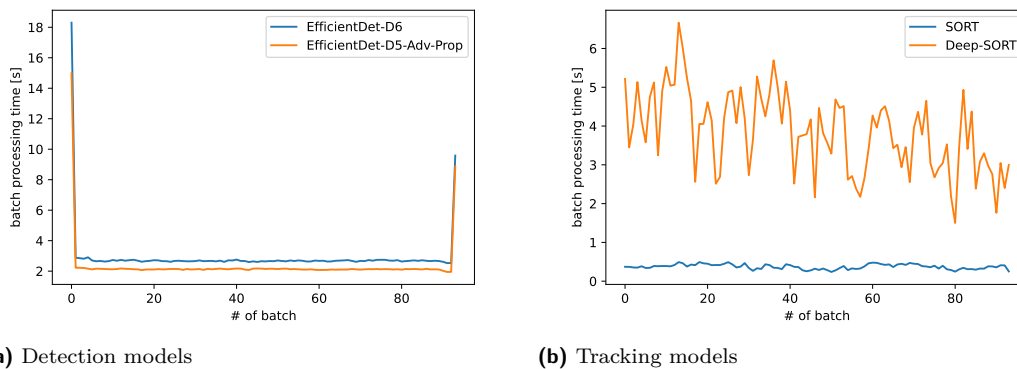 EfficientDet-D6
EfficientDet-D5-Adv-Prop
batch processing time [s]
18
16
14
12
10
8
6
4
2
0
20
40
60
80
# of batch
SORT
Deep-SORT
batch processing time [s]
6
5
4
3
2
1
0
0
20
40
60
80
# of batch
) Detection models
(b) Tracking models